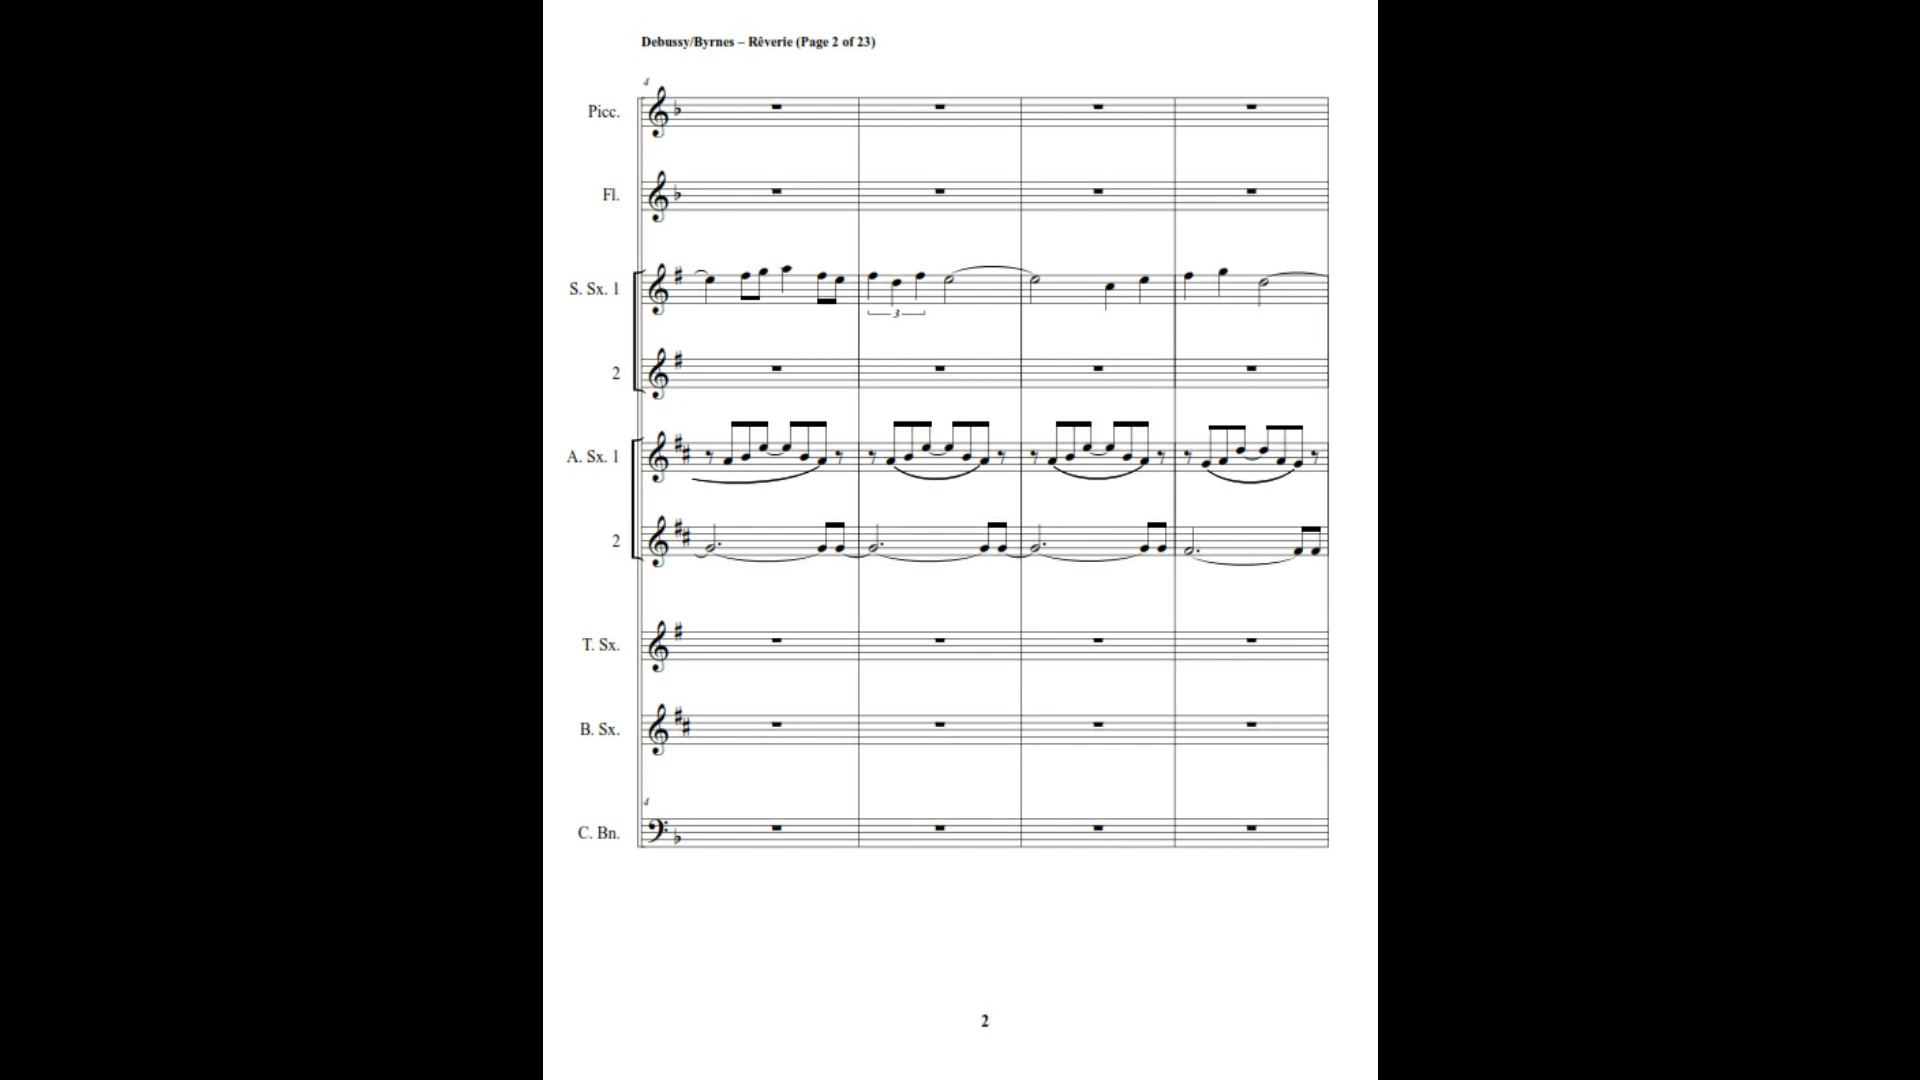 Debussy/Byrnes – Rêverie (Page 2 of 23)
4
Picc.
Fl.
S. Sx. 1
3
2
A. Sx. 1
2
T. Sx.
B. Sx.
4
C. Bn.
2